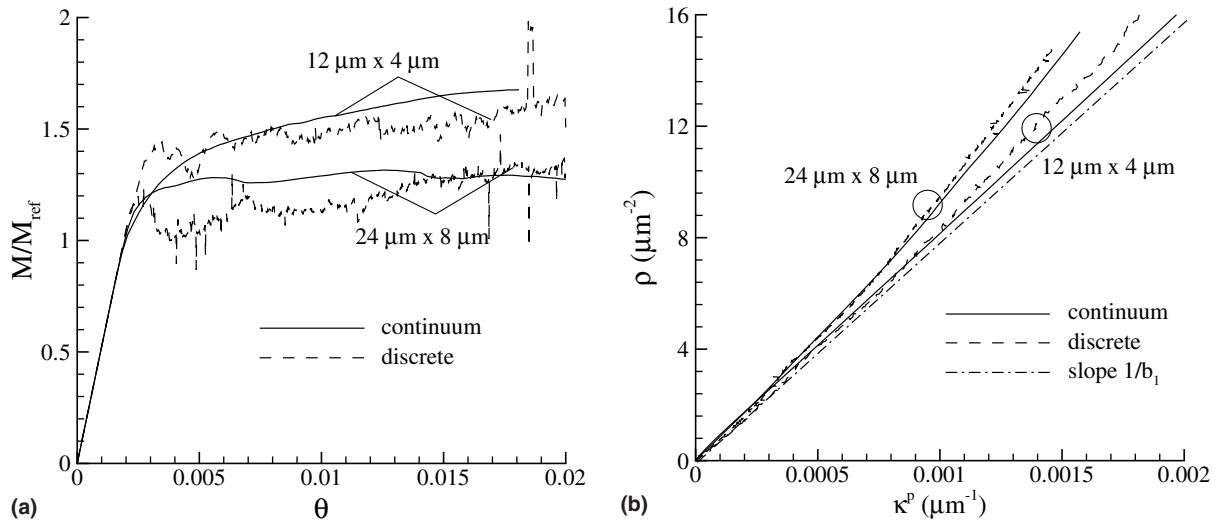 2
1.5
1
1.5
0
M/M_ref
12 μm x 4 μm
24 μm x 8 μm
continuum
discrete
0
0.005
0.01
0.015
0.02
θ
(a)
16
12
8
4
0
ρ (μm⁻²)
24 μm x 8 μm
12 μm x 4 μm
continuum
discrete
slope 1/b₁
0
0.0005
0.001
0.0015
0.002
κᵖ (μm⁻¹)
(b)